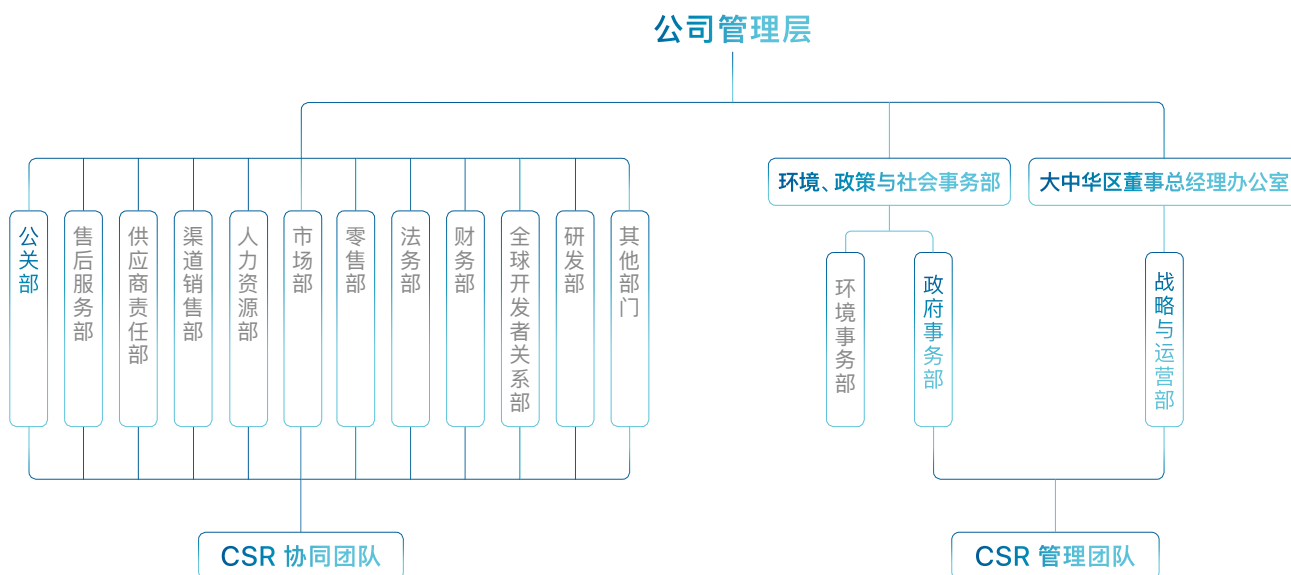 公司管理层
环境、政策与社会事务部
大中华区董事总经理办公室
公关部
售后服务部
供应商责任部
渠道销售部
人力资源部
市场部
零售部
法务部
财务部
全球开发者关系部
研发部
其他部门
环境事务部
政府事务部
战略与运营部
CSR 协同团队
CSR 管理团队